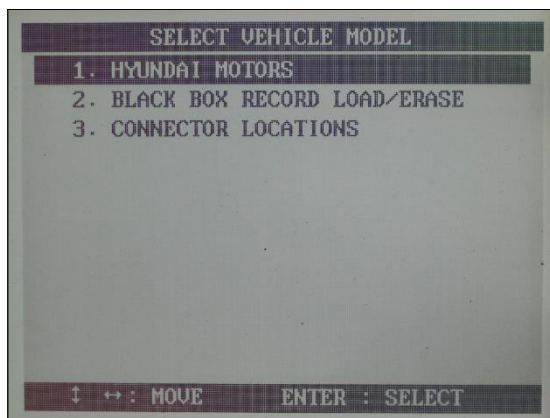 SELECT VEHICLE MODEL
1. HYUNDAI MOTORS
2. BLACK BOX RECORD LOAD/ERASE
3. CONNECTOR LOCATIONS
↕ ↔ : MOVE ENTER : SELECT